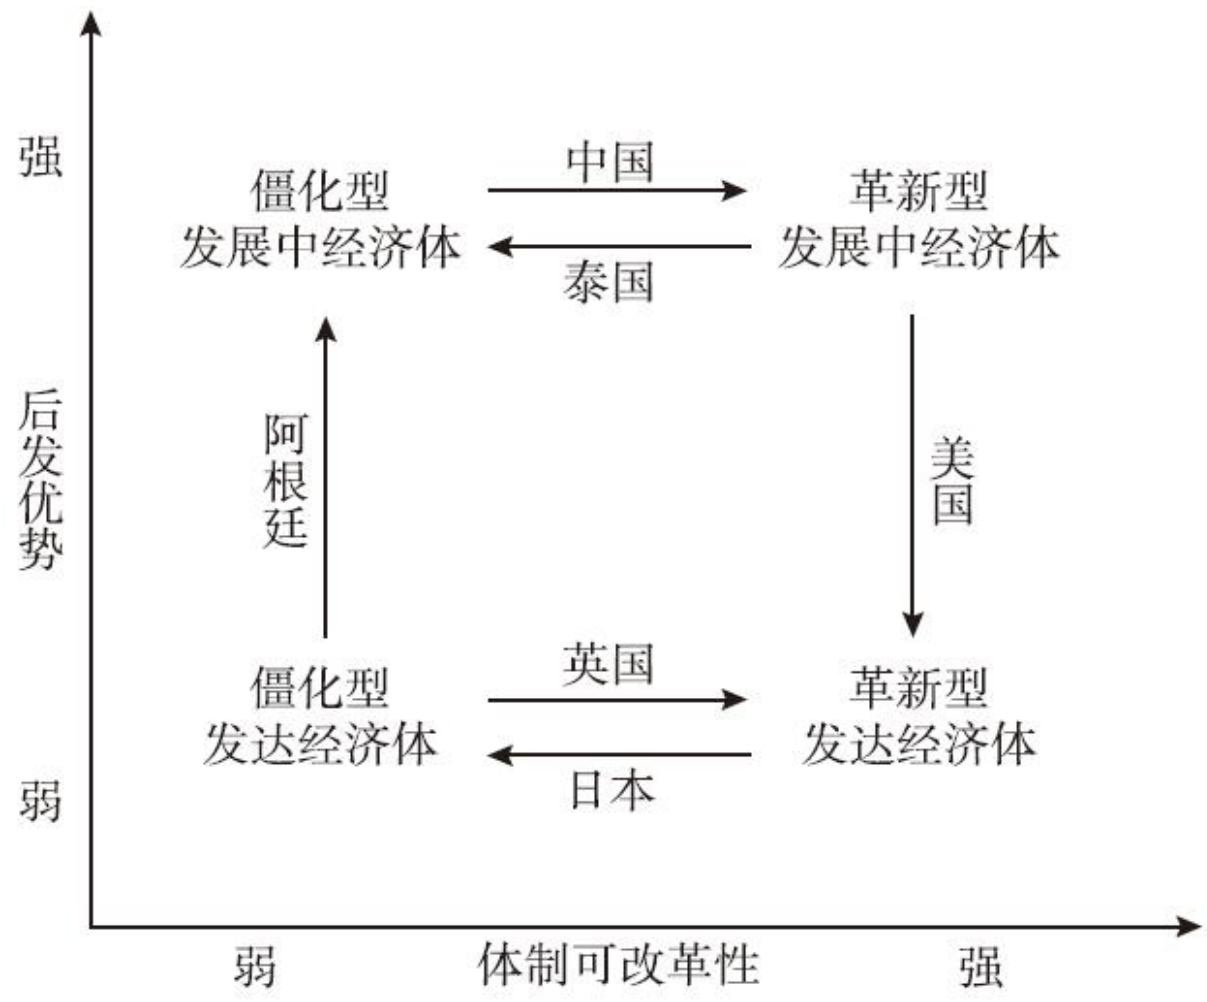 强
中国
僵化型
发展中经济体
革新型
发展中经济体
泰国
后发优势
阿根廷
美国
英国
僵化型
发达经济体
革新型
发达经济体
日本
弱
弱
体制可改革性
强